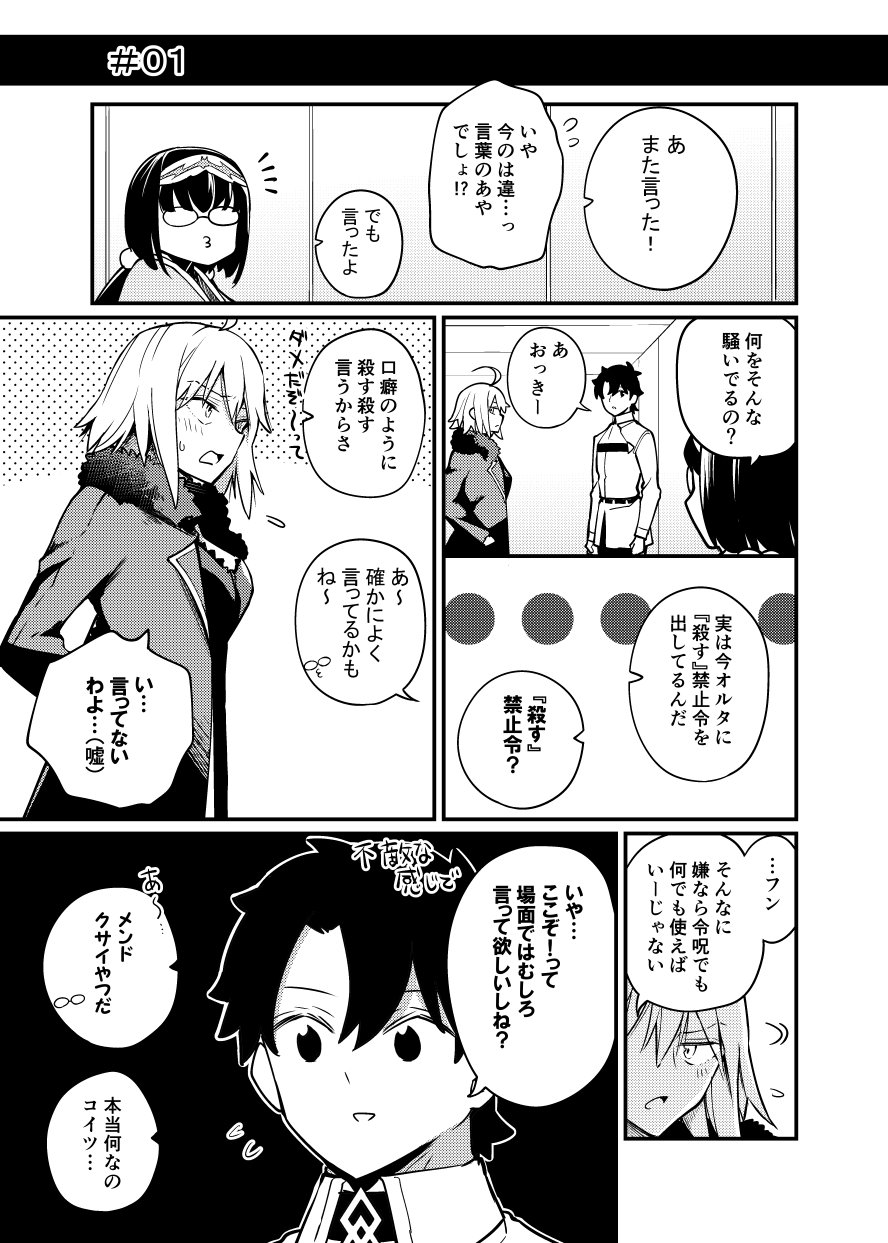 #01
あ
また言った！
いや
今のは違…っ
言葉のあや
でしょ!?
でも
言ったよ
何をそんな
騒いでるの？
あ
おっきー
実は今オルタに
『殺す』禁止令を
出してるんだ
『殺す』
禁止令？
口癖のように
殺す殺す
言うからさ
ダメだぞ〜って
あ〜
確かによく
言ってるかも
ね〜
い…
言ってない
わよ…(嘘)
…フン
そんなに
嫌なら令呪でも
何でも使えば
いーじゃない
いや…
ここぞ！って
場面ではむしろ
言って欲しいしね？
不敵な
感じで
あ〜…
メンド
クサイやつだ
本当何なの
コイツ…